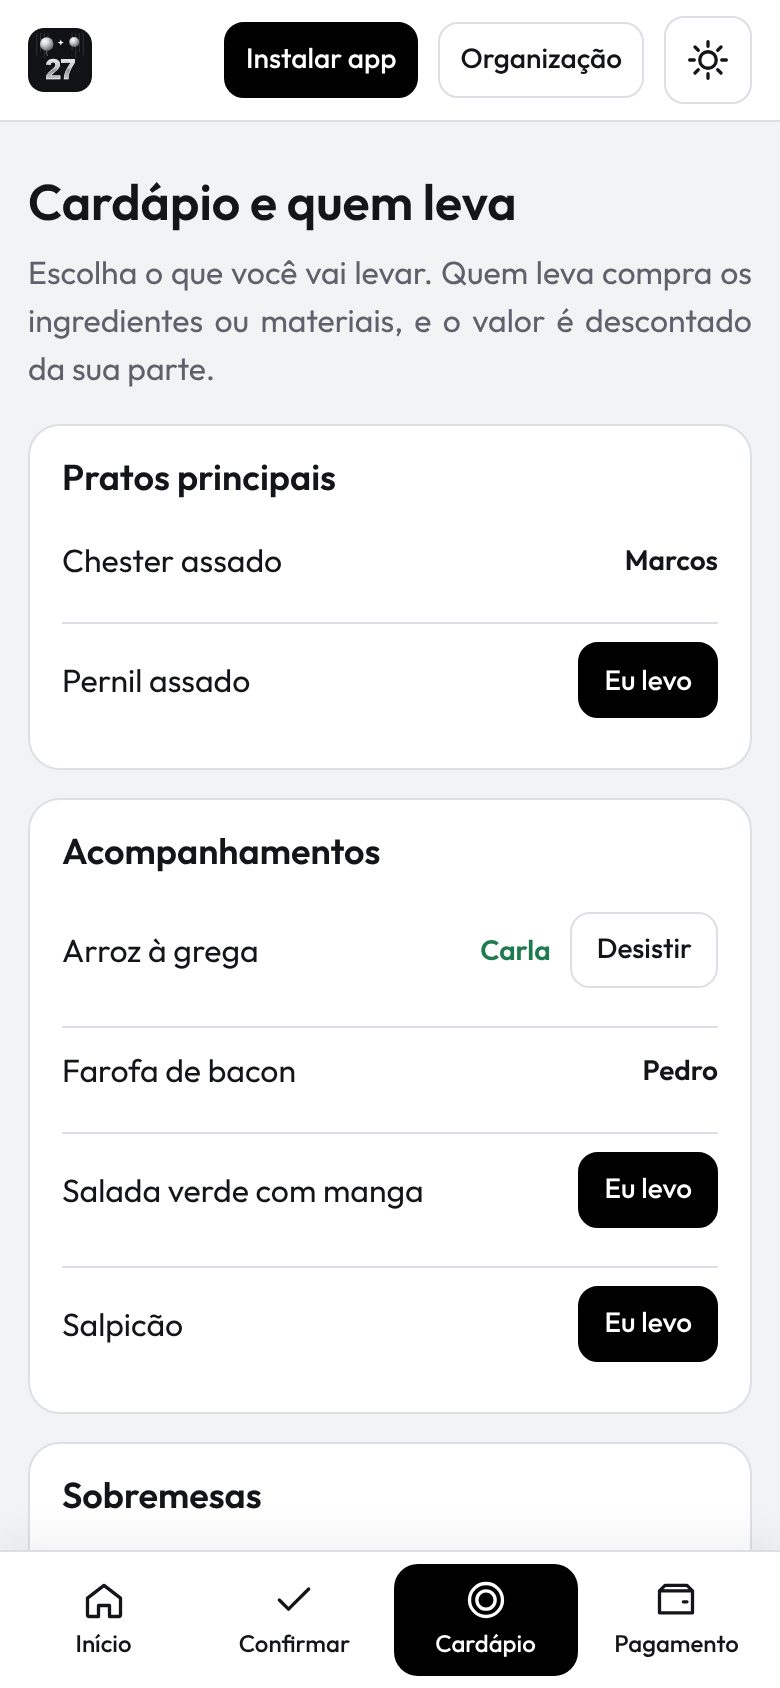 27
Instalar app
Organização
Cardápio e quem leva
Escolha o que você vai levar. Quem leva compra os
ingredientes ou materiais, e o valor é descontado
da sua parte.
Pratos principais
Chester assado
Marcos
Pernil assado
Eu levo
Acompanhamentos
Arroz à grega
Carla
Desistir
Farofa de bacon
Pedro
Salada verde com manga
Eu levo
Salpicão
Eu levo
Sobremesas
Início
Confirmar
Cardápio
Pagamento